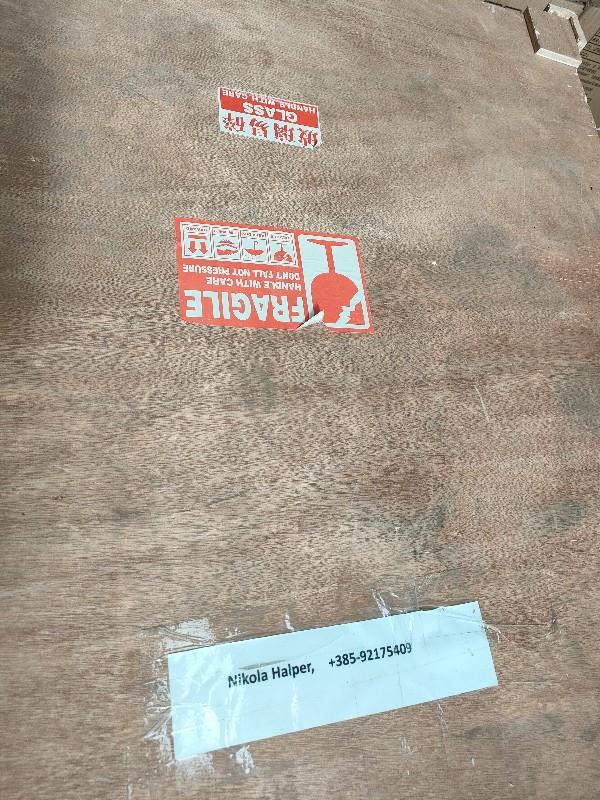 玻璃易碎
GLASS
HANDLE WITH CARE
FRAGILE
HANDLE WITH CARE
DON'T FALL NOT PRESSURE
Nikola Halper, +385-92175409